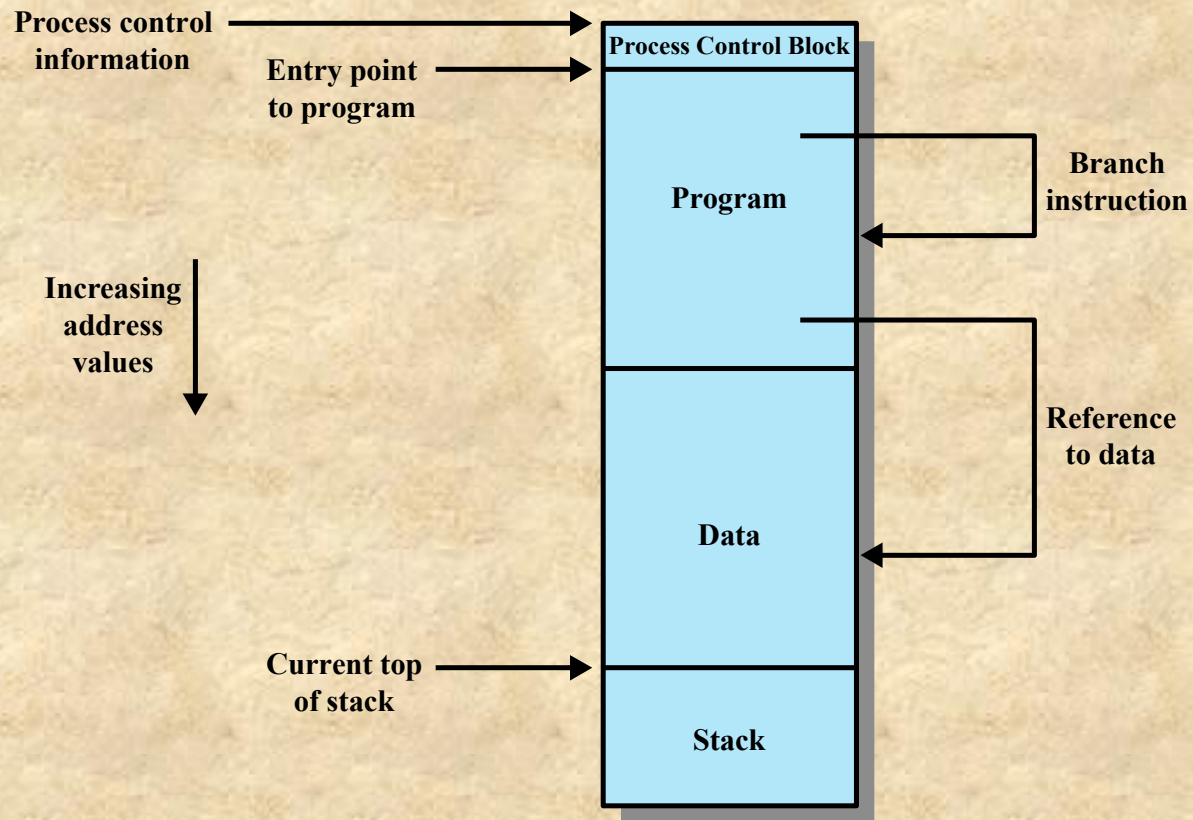 Process control
information
Process Control Block
Entry point
to program
Program
Branch
instruction
Increasing
address
values
Reference
to data
Data
Current top
of stack
Stack